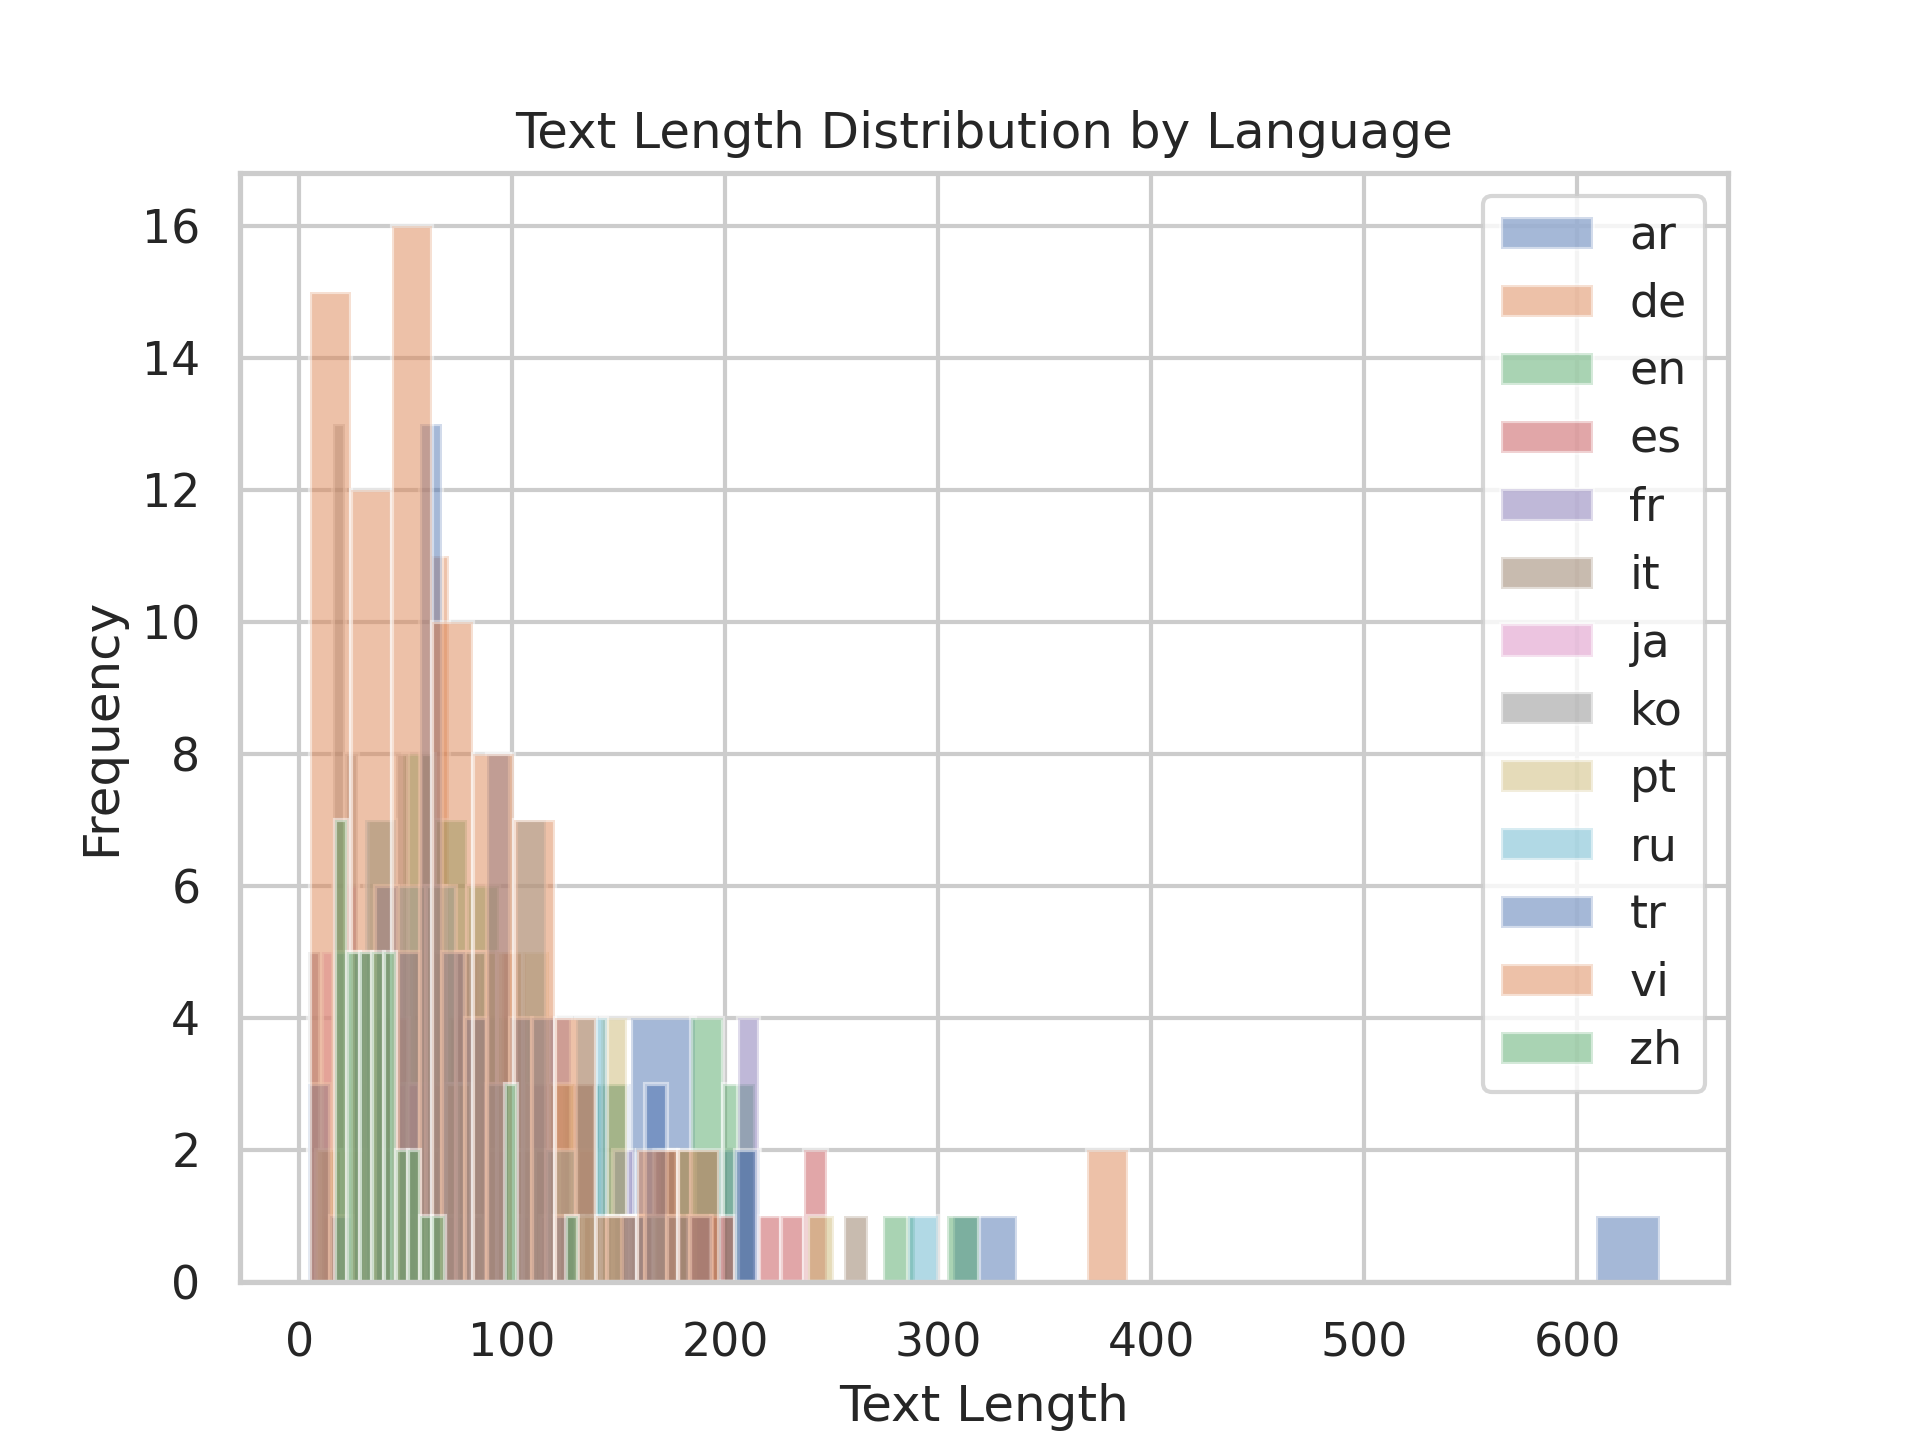 Text Length Distribution by Language
16
14
12
10
8
6
4
2
0
Frequency
0 100 200 300 400 500 600
Text Length
ar
de
en
es
fr
it
ja
ko
pt
ru
tr
vi
zh